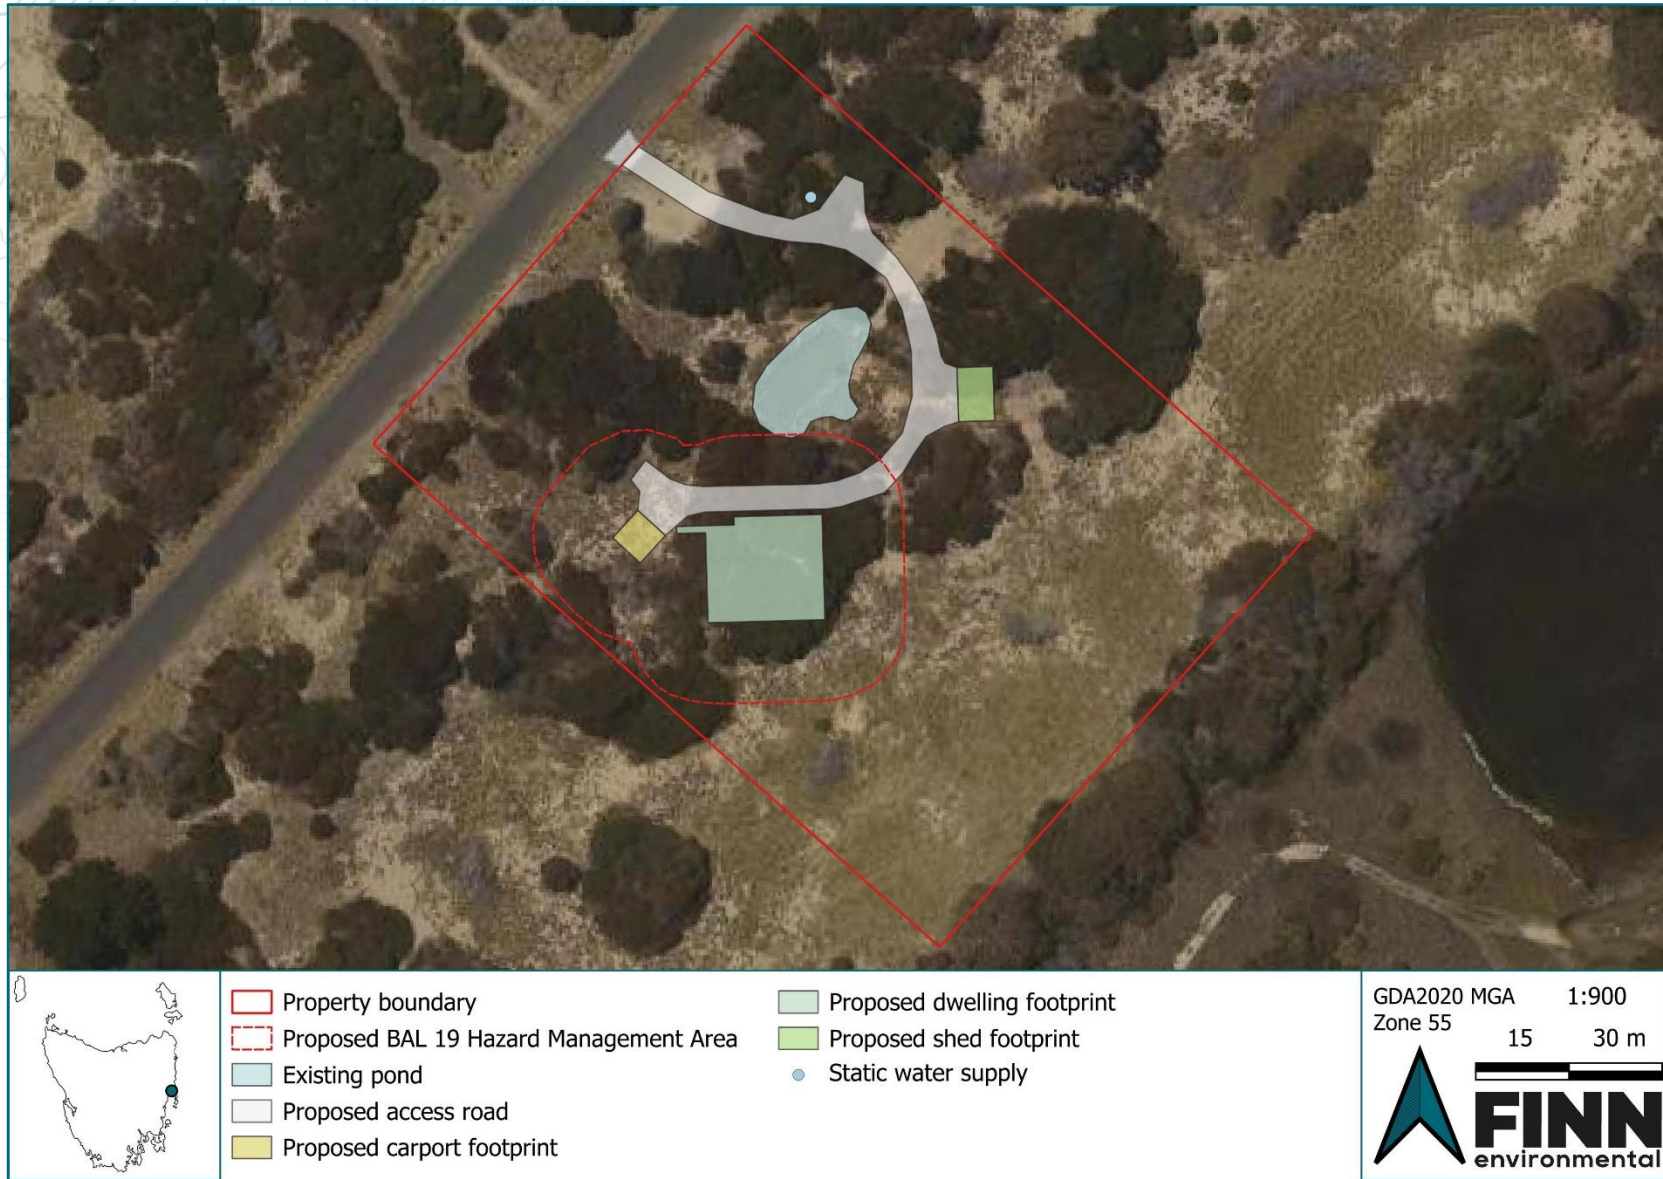 Property boundary
Proposed BAL 19 Hazard Management Area
Existing pond
Proposed access road
Proposed carport footprint
Proposed dwelling footprint
Proposed shed footprint
Static water supply
GDA2020 MGA 1:900
Zone 55
15 30 m
FINN
environmental